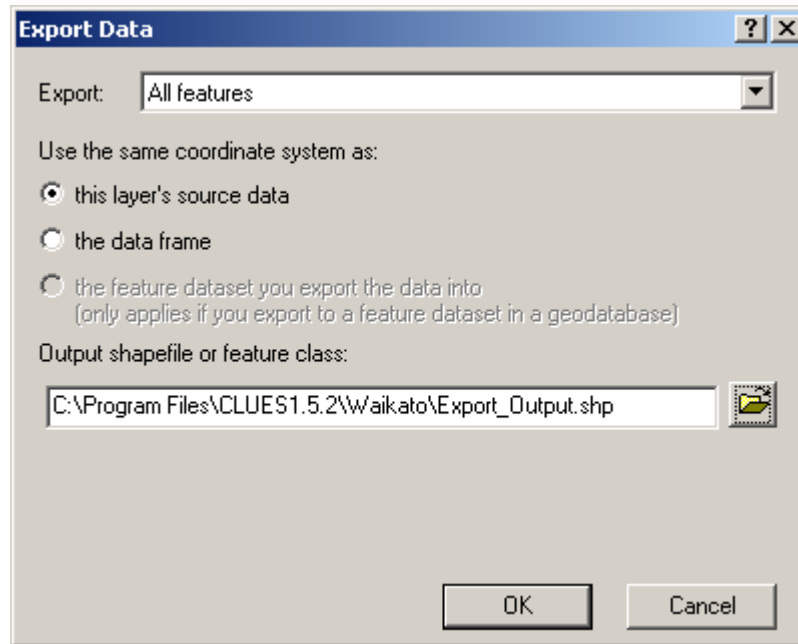 Export Data
Export: All features
Use the same coordinate system as:
this layer's source data
the data frame
the feature dataset you export the data into
(only applies if you export to a feature dataset in a geodatabase)
Output shapefile or feature class:
C:\Program Files\CLUES1.5.2\Waikato\Export_Output.shp
OK Cancel